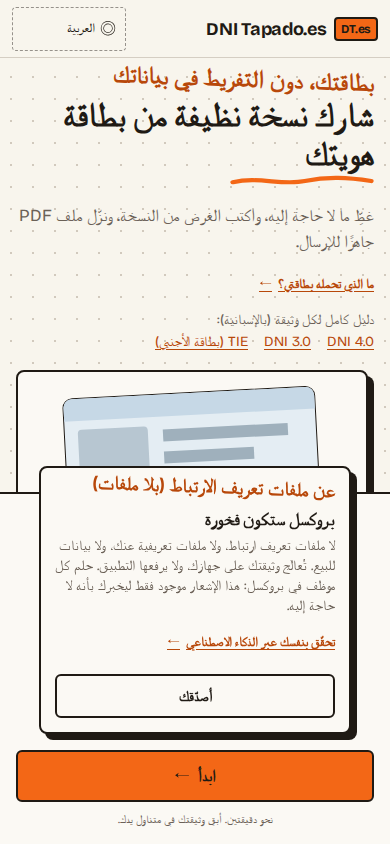 DNI Tapado.es DT.es
العربية
بطاقتك، دون التفريط في بياناتك
شارك نسخة نظيفة من بطاقة
هويتك
غطِّ ما لا حاجة إليه، واكتب الغرض من النسخة، ونزّل ملف PDF
جاهزًا للإرسال.
ما الذي تحمله بطاقتي؟ ←
دليل كامل لكل وثيقة (بالإسبانية):
DNI 4.0 · DNI 3.0 · TIE (بطاقة الأجنبي)
عن ملفات تعريف الارتباط (بلا ملفات)
بروكسل ستكون فخورة
لا ملفات تعريف ارتباط. ولا ملفات تعريفية عنك. ولا بيانات
للبيع. تُعالَج وثيقتك على جهازك. ولا يرفعها التطبيق. حلم كل
موظف في بروكسل: هذا الإشعار موجود فقط ليخبرك بأنه لا
حاجة إليه.
تحقّق بنفسك عبر الذكاء الاصطناعي ←
أصدّقك
ابدأ ←
نحو دقيقتين. أبقِ وثيقتك في متناول يدك.